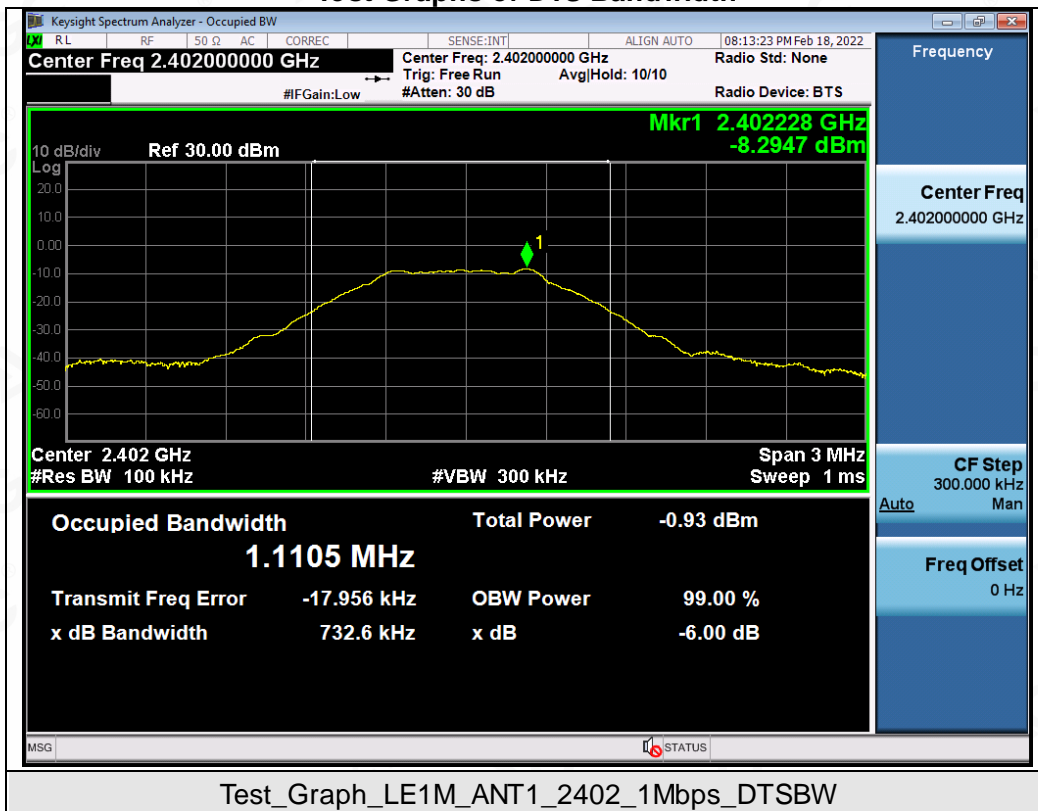 Test Graphs of DTS Bandwidth
Keysight Spectrum Analyzer - Occupied BW
LXI RL RF 50 Ω AC CORREC SENSE:INT ALIGN AUTO 08:13:23 PM Feb 18, 2022
Center Freq 2.402000000 GHz
Center Freq: 2.402000000 GHz
Radio Std: None
Trig: Free Run Avg|Hold: 10/10
#IFGain:Low #Atten: 30 dB Radio Device: BTS
Mkr1 2.402228 GHz
-8.2947 dBm
10 dB/div Ref 30.00 dBm
Log
20.0
10.0
0.00
-10.0
-20.0
-30.0
-40.0
-50.0
-60.0
1
Center 2.402 GHz Span 3 MHz
#Res BW 100 kHz #VBW 300 kHz Sweep 1 ms
Occupied Bandwidth Total Power -0.93 dBm
1.1105 MHz
Transmit Freq Error -17.956 kHz OBW Power 99.00 %
x dB Bandwidth 732.6 kHz x dB -6.00 dB
MSG STATUS
Frequency
Center Freq
2.402000000 GHz
CF Step
300.000 kHz
Auto Man
Freq Offset
0 Hz
Test_Graph_LE1M_ANT1_2402_1Mbps_DTSBW